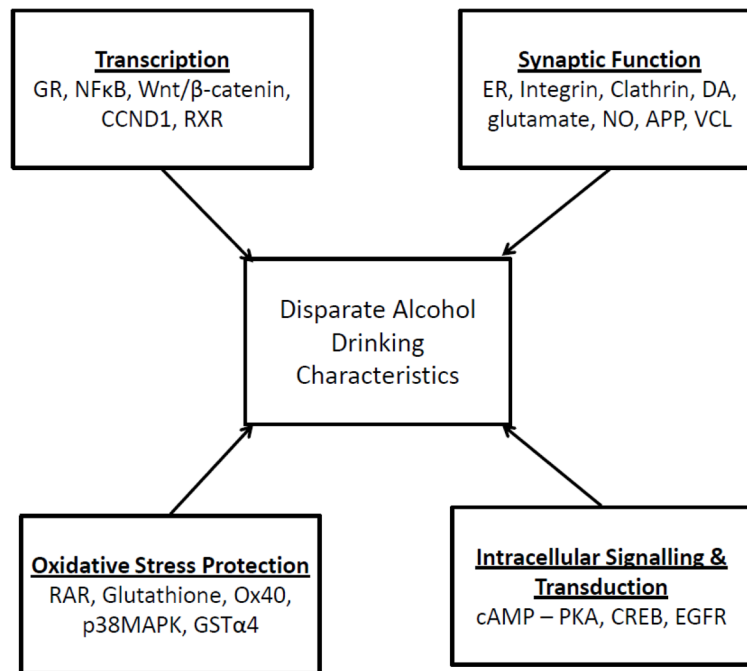 Transcription
GR, NFκB, Wnt/β-catenin,
CCND1, RXR
Synaptic Function
ER, Integrin, Clathrin, DA,
glutamate, NO, APP, VCL
Disparate Alcohol
Drinking
Characteristics
Oxidative Stress Protection
RAR, Glutathione, Ox40,
p38MAPK, GSTα4
Intracellular Signalling &
Transduction
cAMP – PKA, CREB, EGFR